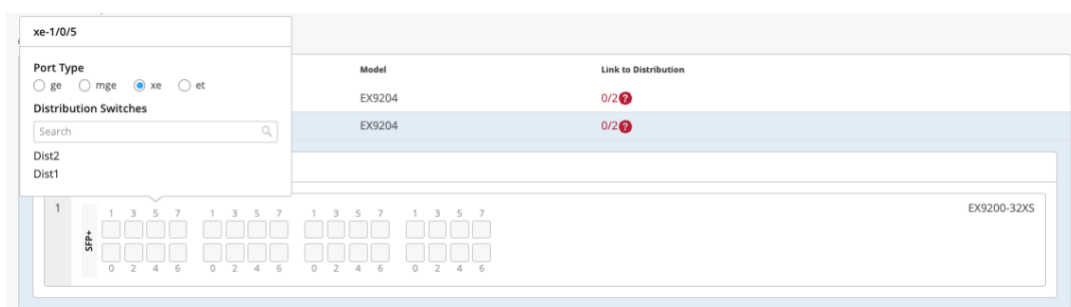 xe-1/0/5
Port Type
ge mge xe et
Distribution Switches
Search
Dist2
Dist1
Model Link to Distribution
EX9204 0/2?
EX9204 0/2?
1 EX9200-32XS
SFP+
1 3 5 7 1 3 5 7 1 3 5 7 1 3 5 7
0 2 4 6 0 2 4 6 0 2 4 6 0 2 4 6